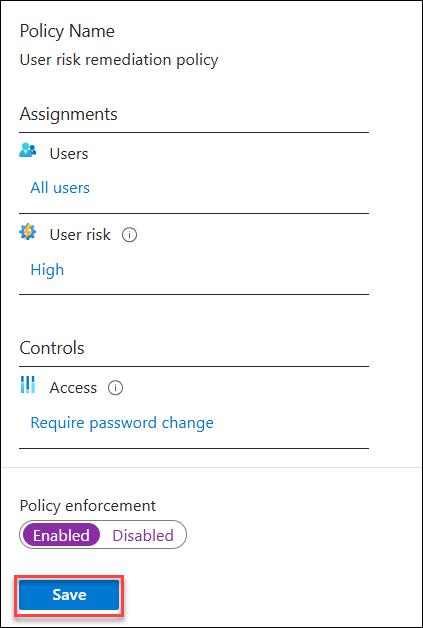 Policy Name
User risk remediation policy
Assignments
Users
All users
User risk
High
Controls
Access
Require password change
Policy enforcement
Enabled Disabled
Save